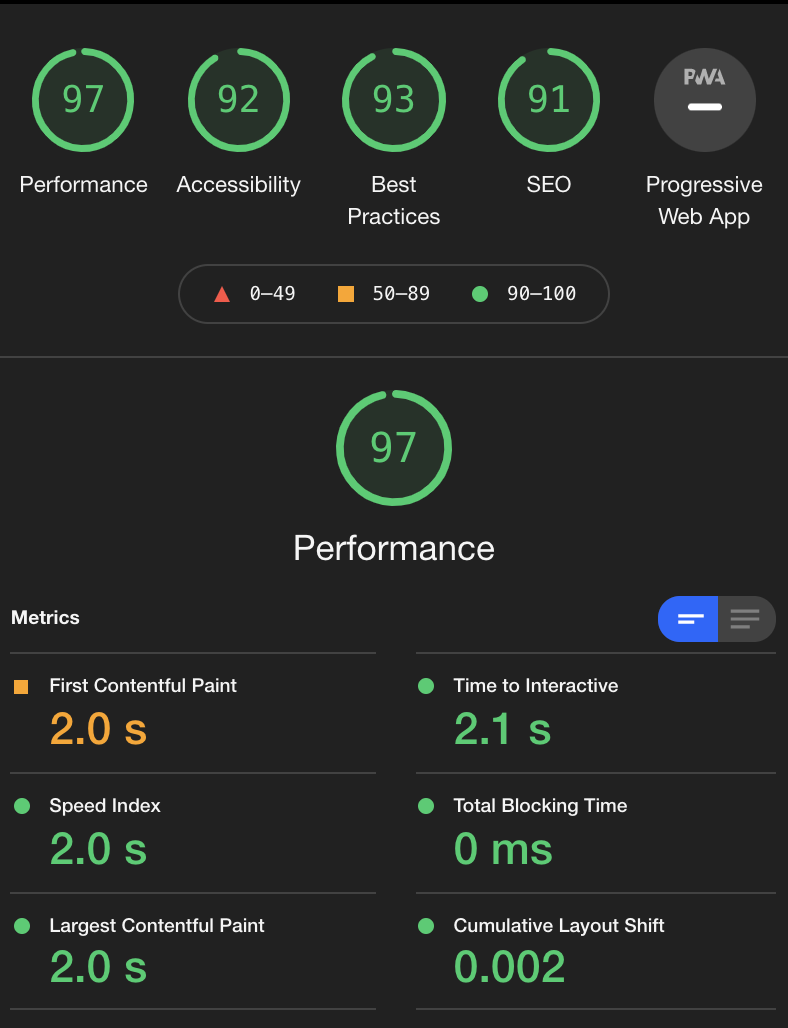 97
92
93
91
PWA
Performance
Accessibility
Best
Practices
SEO
Progressive
Web App
0–49
50–89
90–100
97
Performance
Metrics
First Contentful Paint
2.0 s
Time to Interactive
2.1 s
Speed Index
2.0 s
Total Blocking Time
0 ms
Largest Contentful Paint
2.0 s
Cumulative Layout Shift
0.002